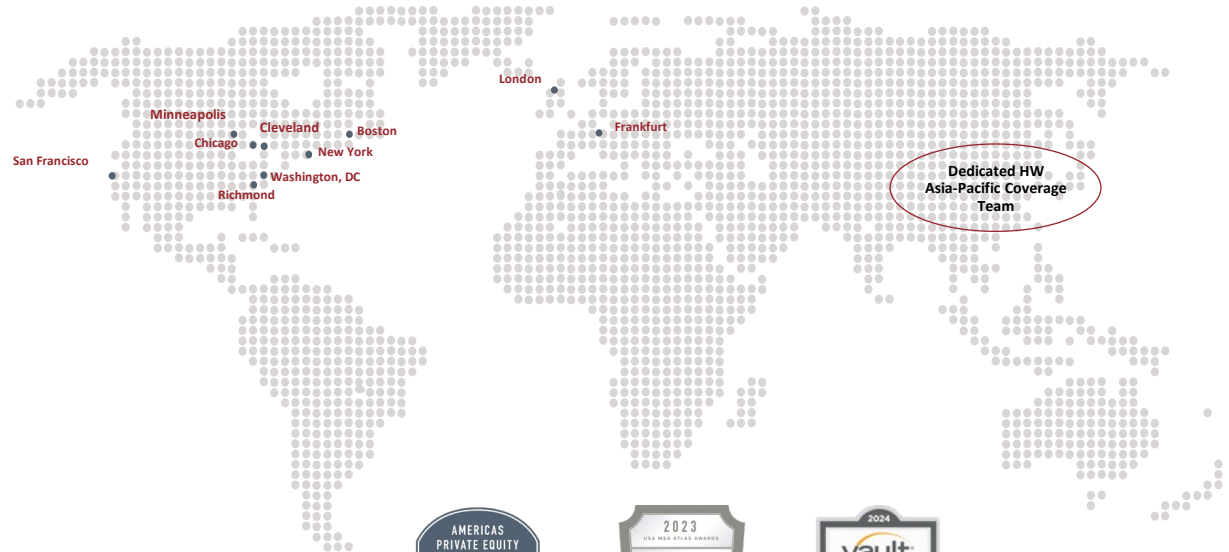 London
Minneapolis
Cleveland
Boston
Frankfurt
Chicago
New York
San Francisco
Washington, DC
Richmond
Dedicated HW
Asia-Pacific Coverage
Team
AMERICAS
PRIVATE EQUITY
2023
USA M&A ATLAS AWARDS
2024
vault